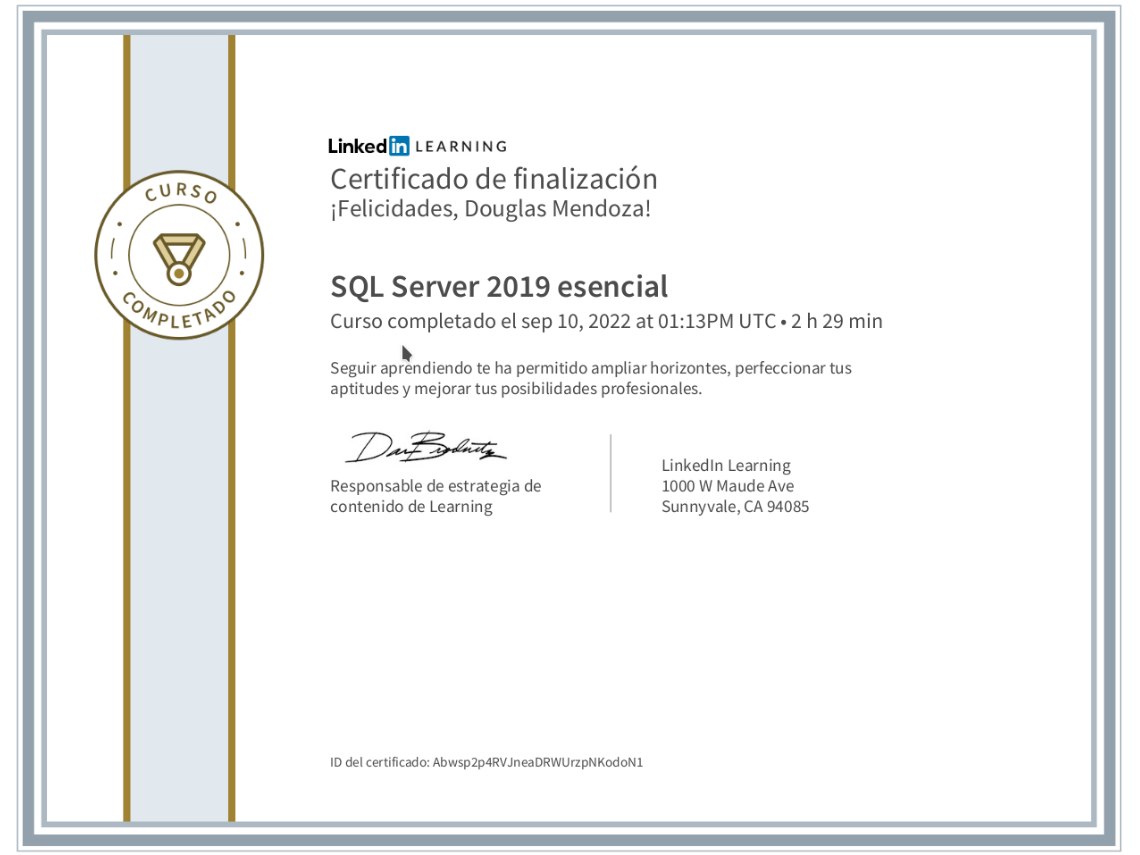 CURSO
COMPLETADO
Linkedin LEARNING
Certificado de finalización
¡Felicidades, Douglas Mendoza!
SQL Server 2019 esencial
Curso completado el sep 10, 2022 at 01:13PM UTC • 2 h 29 min
Seguir aprendiendo te ha permitido ampliar horizontes, perfeccionar tus
aptitudes y mejorar tus posibilidades profesionales.
Responsable de estrategia de
contenido de Learning
LinkedIn Learning
1000 W Maude Ave
Sunnyvale, CA 94085
ID del certificado: Abwsp2p4RVJneaDRWUrzpNKodoN1